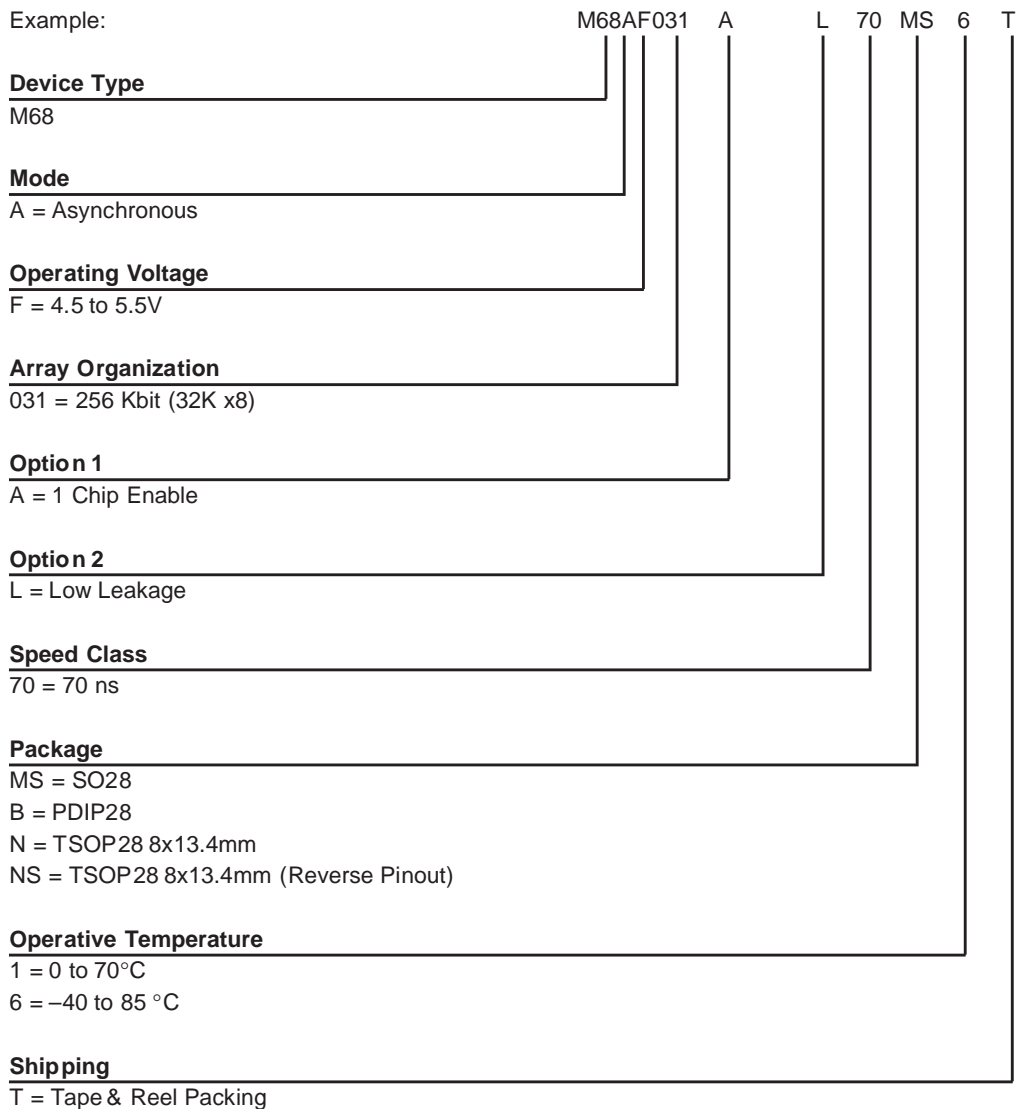 Example: M68AF031 A L 70 MS 6 T
Device Type
M68
Mode
A = Asynchronous
Operating Voltage
F = 4.5 to 5.5V
Array Organization
031 = 256 Kbit (32K x8)
Option 1
A = 1 Chip Enable
Option 2
L = Low Leakage
Speed Class
70 = 70 ns
Package
MS = SO28
B = PDIP28
N = TSOP28 8x13.4mm
NS = TSOP28 8x13.4mm (Reverse Pinout)
Operative Temperature
1 = 0 to 70°C
6 = –40 to 85 °C
Shipping
T = Tape & Reel Packing